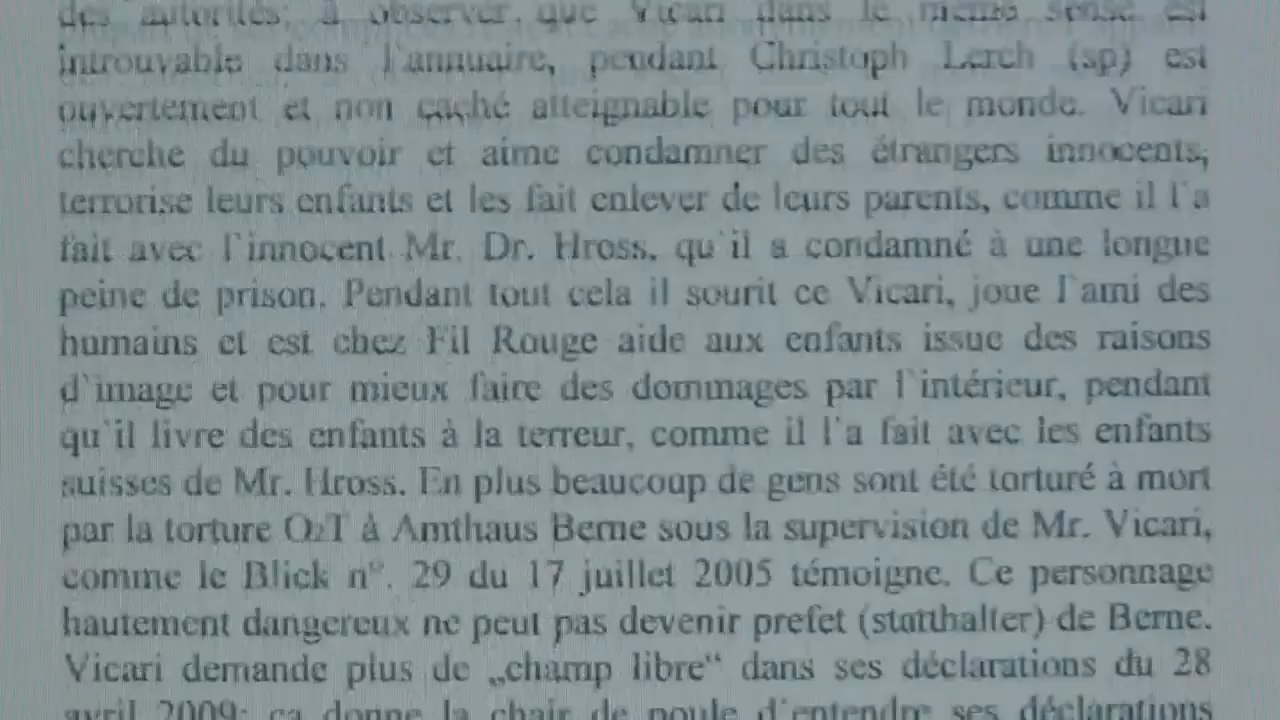 des autorités; à observer, que Vicari dans le même sense est
introuvable dans l'annuaire, pendant Christoph Lerch (sp) est
ouvertement et non caché atteignable pour tout le monde. Vicari
cherche du pouvoir et aime condamner des étrangers innocents,
terrorise leurs enfants et les fait enlever de leurs parents, comme il l'a
fait avec l'innocent Mr. Dr. Hross, qu'il a condamné à une longue
peine de prison. Pendant tout cela il sourit ce Vicari, joue l'ami des
humains et est chez Fil Rouge aide aux enfants issue des raisons
d'image et pour mieux faire des dommages par l'intérieur, pendant
qu'il livre des enfants à la terreur, comme il l'a fait avec les enfants
suisses de Mr. Hross. En plus beaucoup de gens sont été torturé à mort
par la torture O2T à Amthaus Berne sous la supervision de Mr. Vicari,
comme le Blick n°. 29 du 17 juillet 2005 témoigne. Ce personnage
hautement dangereux ne peut pas devenir prefet (statthalter) de Berne.
Vicari demande plus de „champ libre“ dans ses déclarations du 28
avril 2009; ça donne la chair de poule d'entendre ses déclarations